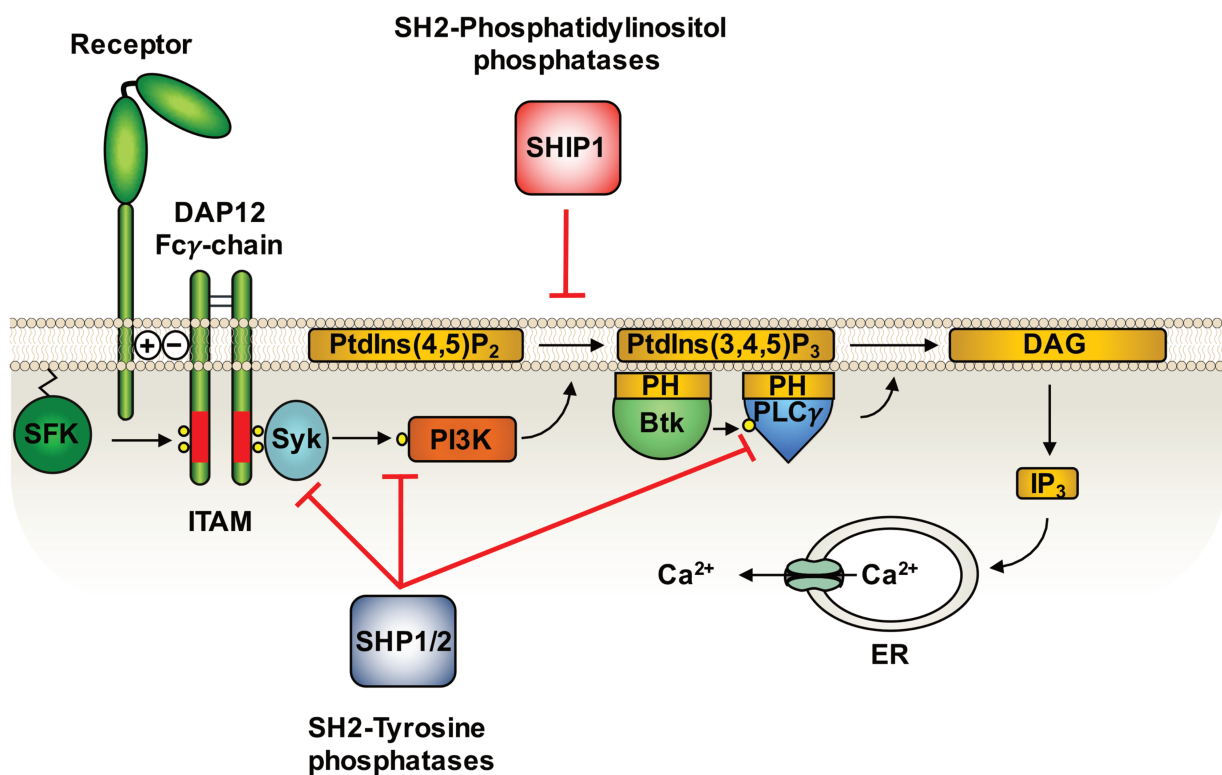 SH2-Phosphatidylinositol
phosphatases
Receptor
SHIP1
DAP12
Fcγ-chain
+ −
PtdIns(4,5)P₂
PtdIns(3,4,5)P₃
DAG
PH
PH
SFK
Syk
PI3K
Btk
PLCγ
IP₃
ITAM
Ca²⁺
Ca²⁺
SHP1/2
ER
SH2-Tyrosine
phosphatases